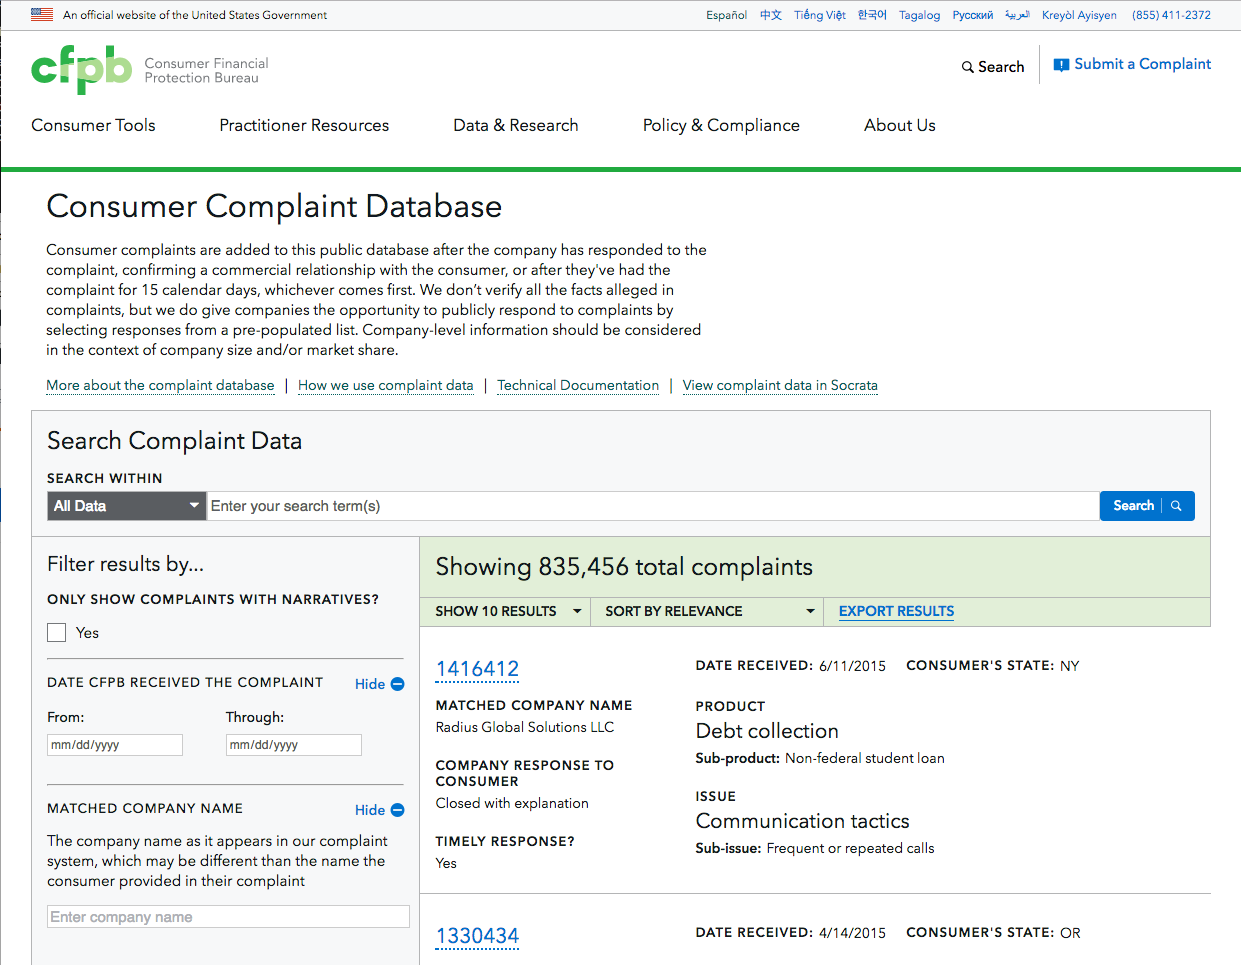 An official website of the United States Government
Español 中文 Tiếng Việt 한국어 Tagalog Pусский العربية Kreyòl Ayisyen (855) 411-2372
cfpb Consumer Financial
Protection Bureau
Search
Submit a Complaint
Consumer Tools Practitioner Resources Data & Research Policy & Compliance About Us
Consumer Complaint Database
Consumer complaints are added to this public database after the company has responded to the
complaint, confirming a commercial relationship with the consumer, or after they've had the
complaint for 15 calendar days, whichever comes first. We don’t verify all the facts alleged in
complaints, but we do give companies the opportunity to publicly respond to complaints by
selecting responses from a pre-populated list. Company-level information should be considered
in the context of company size and/or market share.
More about the complaint database | How we use complaint data | Technical Documentation | View complaint data in Socrata
Search Complaint Data
SEARCH WITHIN
All Data Enter your search term(s) Search
Filter results by...
ONLY SHOW COMPLAINTS WITH NARRATIVES?
Yes
DATE CFPB RECEIVED THE COMPLAINT Hide
From: Through:
mm/dd/yyyy mm/dd/yyyy
MATCHED COMPANY NAME Hide
The company name as it appears in our complaint
system, which may be different than the name the
consumer provided in their complaint
Enter company name
Showing 835,456 total complaints
SHOW 10 RESULTS SORT BY RELEVANCE EXPORT RESULTS
1416412
MATCHED COMPANY NAME
Radius Global Solutions LLC
COMPANY RESPONSE TO
CONSUMER
Closed with explanation
TIMELY RESPONSE?
Yes
DATE RECEIVED: 6/11/2015 CONSUMER'S STATE: NY
PRODUCT
Debt collection
Sub-product: Non-federal student loan
ISSUE
Communication tactics
Sub-issue: Frequent or repeated calls
1330434
DATE RECEIVED: 4/14/2015 CONSUMER'S STATE: OR